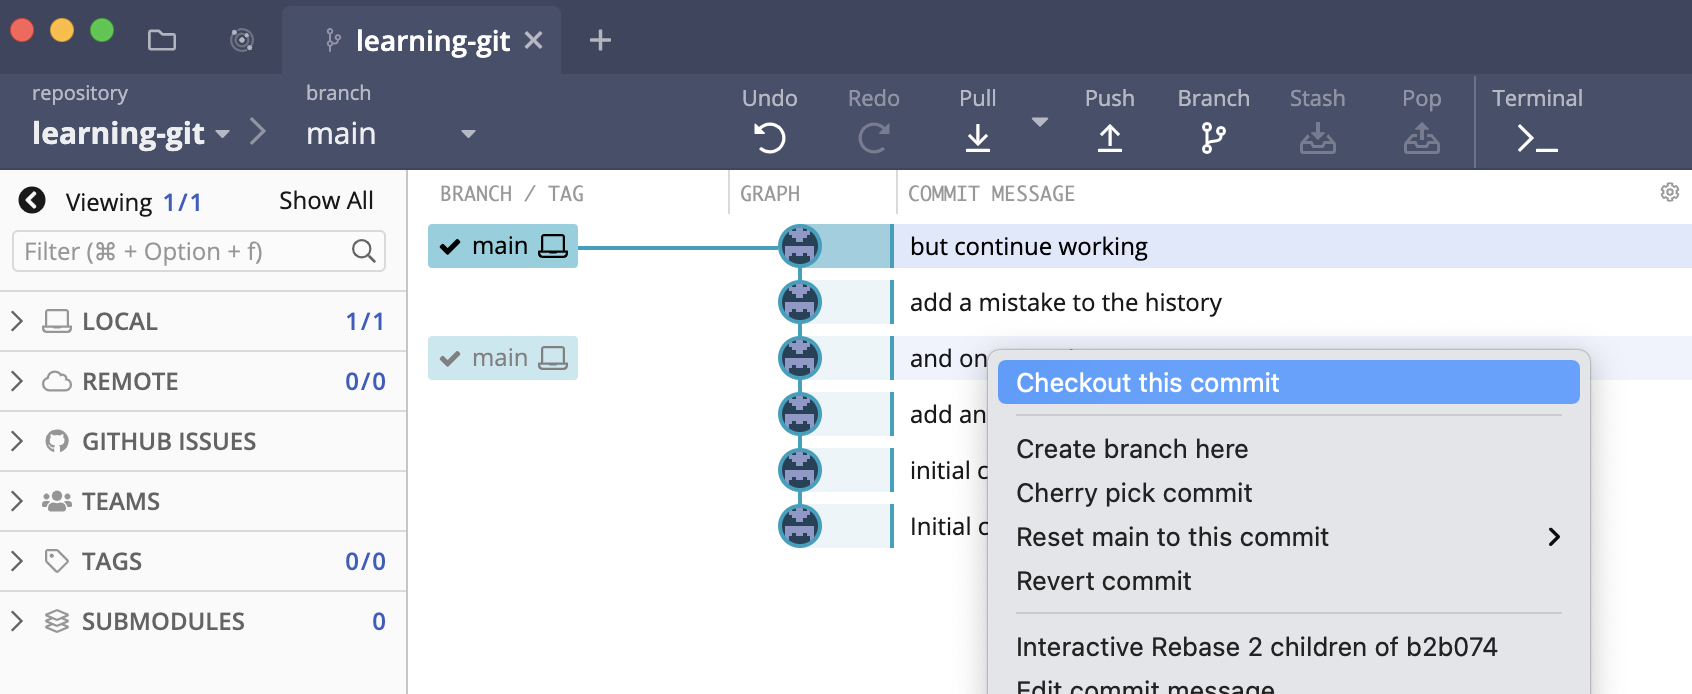 learning-git
repository
learning-git
branch
main
Undo
Redo
Pull
Push
Branch
Stash
Pop
Terminal
Viewing 1/1
Show All
Filter (⌘ + Option + f)
LOCAL 1/1
REMOTE 0/0
GITHUB ISSUES
TEAMS
TAGS 0/0
SUBMODULES 0
BRANCH / TAG
GRAPH
COMMIT MESSAGE
main
but continue working
add a mistake to the history
main
and
add
initial
Initial
Checkout this commit
Create branch here
Cherry pick commit
Reset main to this commit
Revert commit
Interactive Rebase 2 children of b2b074
Edit commit message